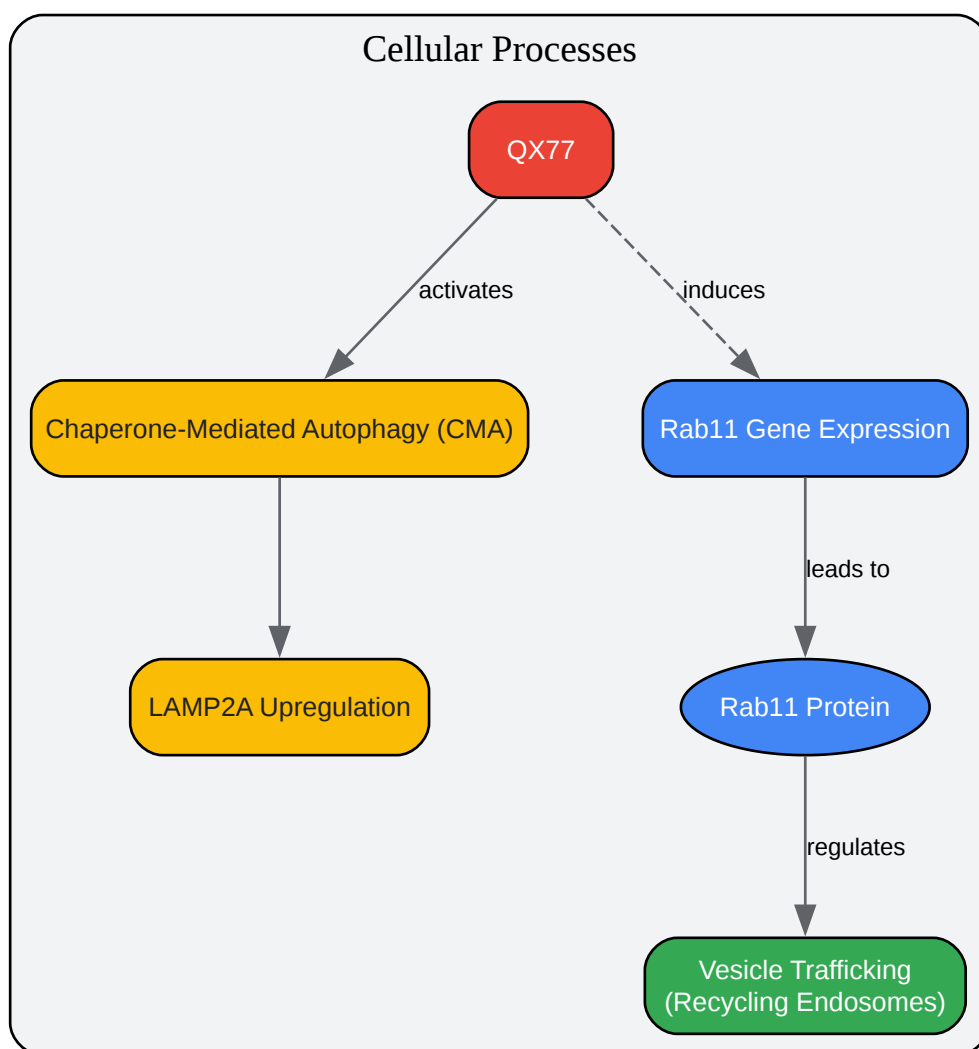 Cellular Processes
QX77
activates
induces
Chaperone-Mediated Autophagy (CMA)
Rab11 Gene Expression
leads to
LAMP2A Upregulation
Rab11 Protein
regulates
Vesicle Trafficking
(Recycling Endosomes)